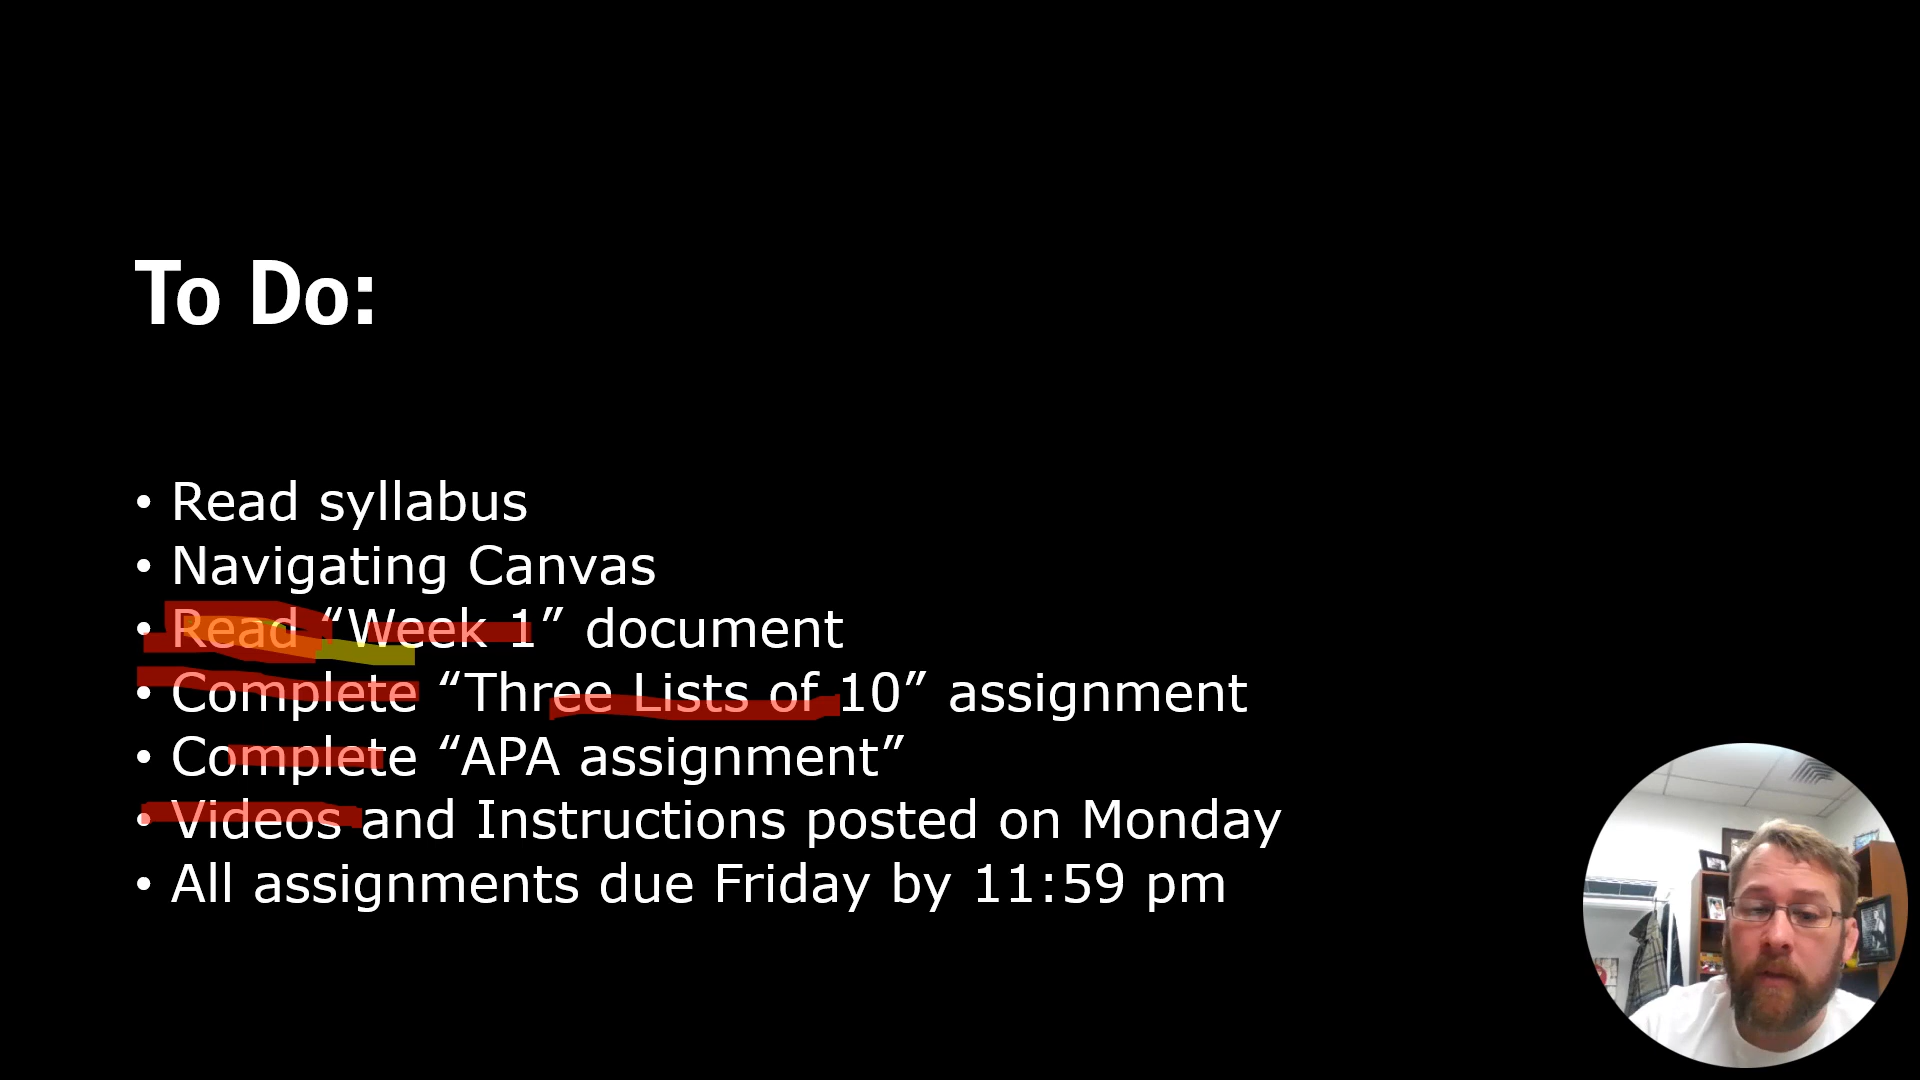 To Do:
• Read syllabus
• Navigating Canvas
• Read “Week 1” document
• Complete “Three Lists of 10” assignment
• Complete “APA assignment”
• Videos and Instructions posted on Monday
• All assignments due Friday by 11:59 pm